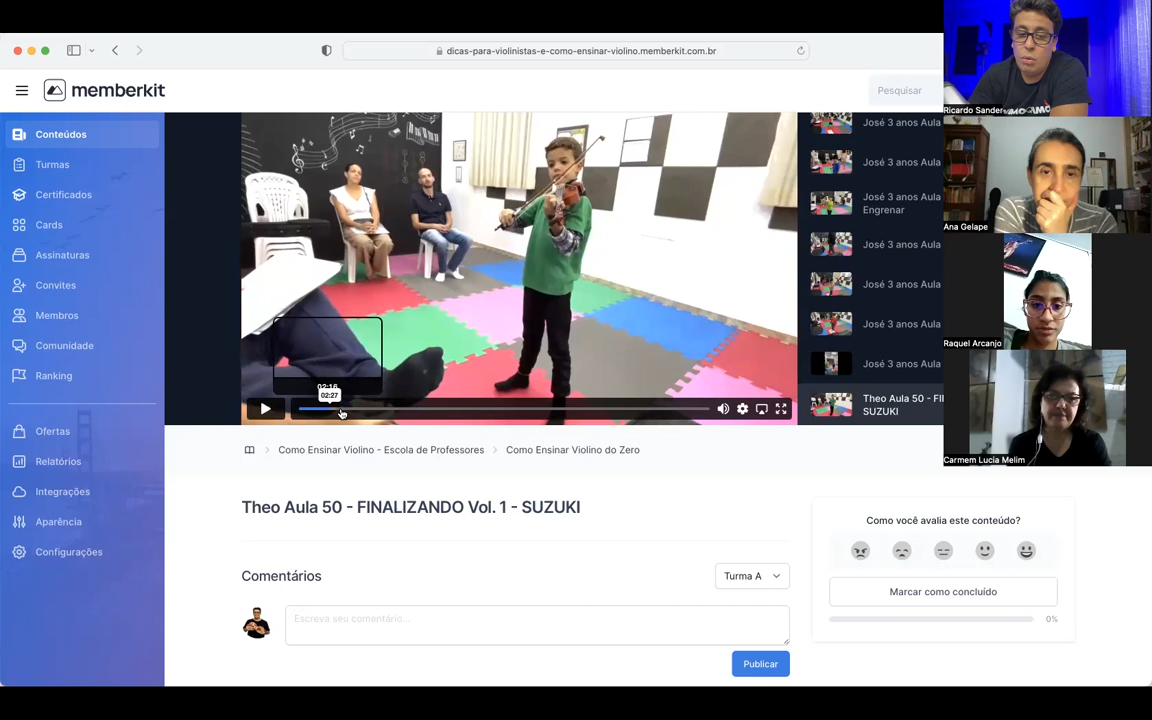 dicas-para-violinistas-e-como-ensinar-violino.memberkit.com.br
memberkit
Pesquisar
Ricardo Sander
Ana Gelape
Raquel Arcanjo
Carmem Lucia Melim
Conteúdos
Turmas
Certificados
Cards
Assinaturas
Convites
Membros
Comunidade
Ranking
Ofertas
Relatórios
Integrações
Aparência
Configurações
José 3 anos Aula
José 3 anos Aula
José 3 anos Aula
Engrenar
José 3 anos Aula
José 3 anos Aula
José 3 anos Aula
José 3 anos Aula
Theo Aula 50 - FI
SUZUKI
02:16
02:27
Como Ensinar Violino - Escola de Professores
Como Ensinar Violino do Zero
Theo Aula 50 - FINALIZANDO Vol. 1 - SUZUKI
Comentários
Turma A
Escreva seu comentário...
Publicar
Como você avalia este conteúdo?
Marcar como concluído
0%